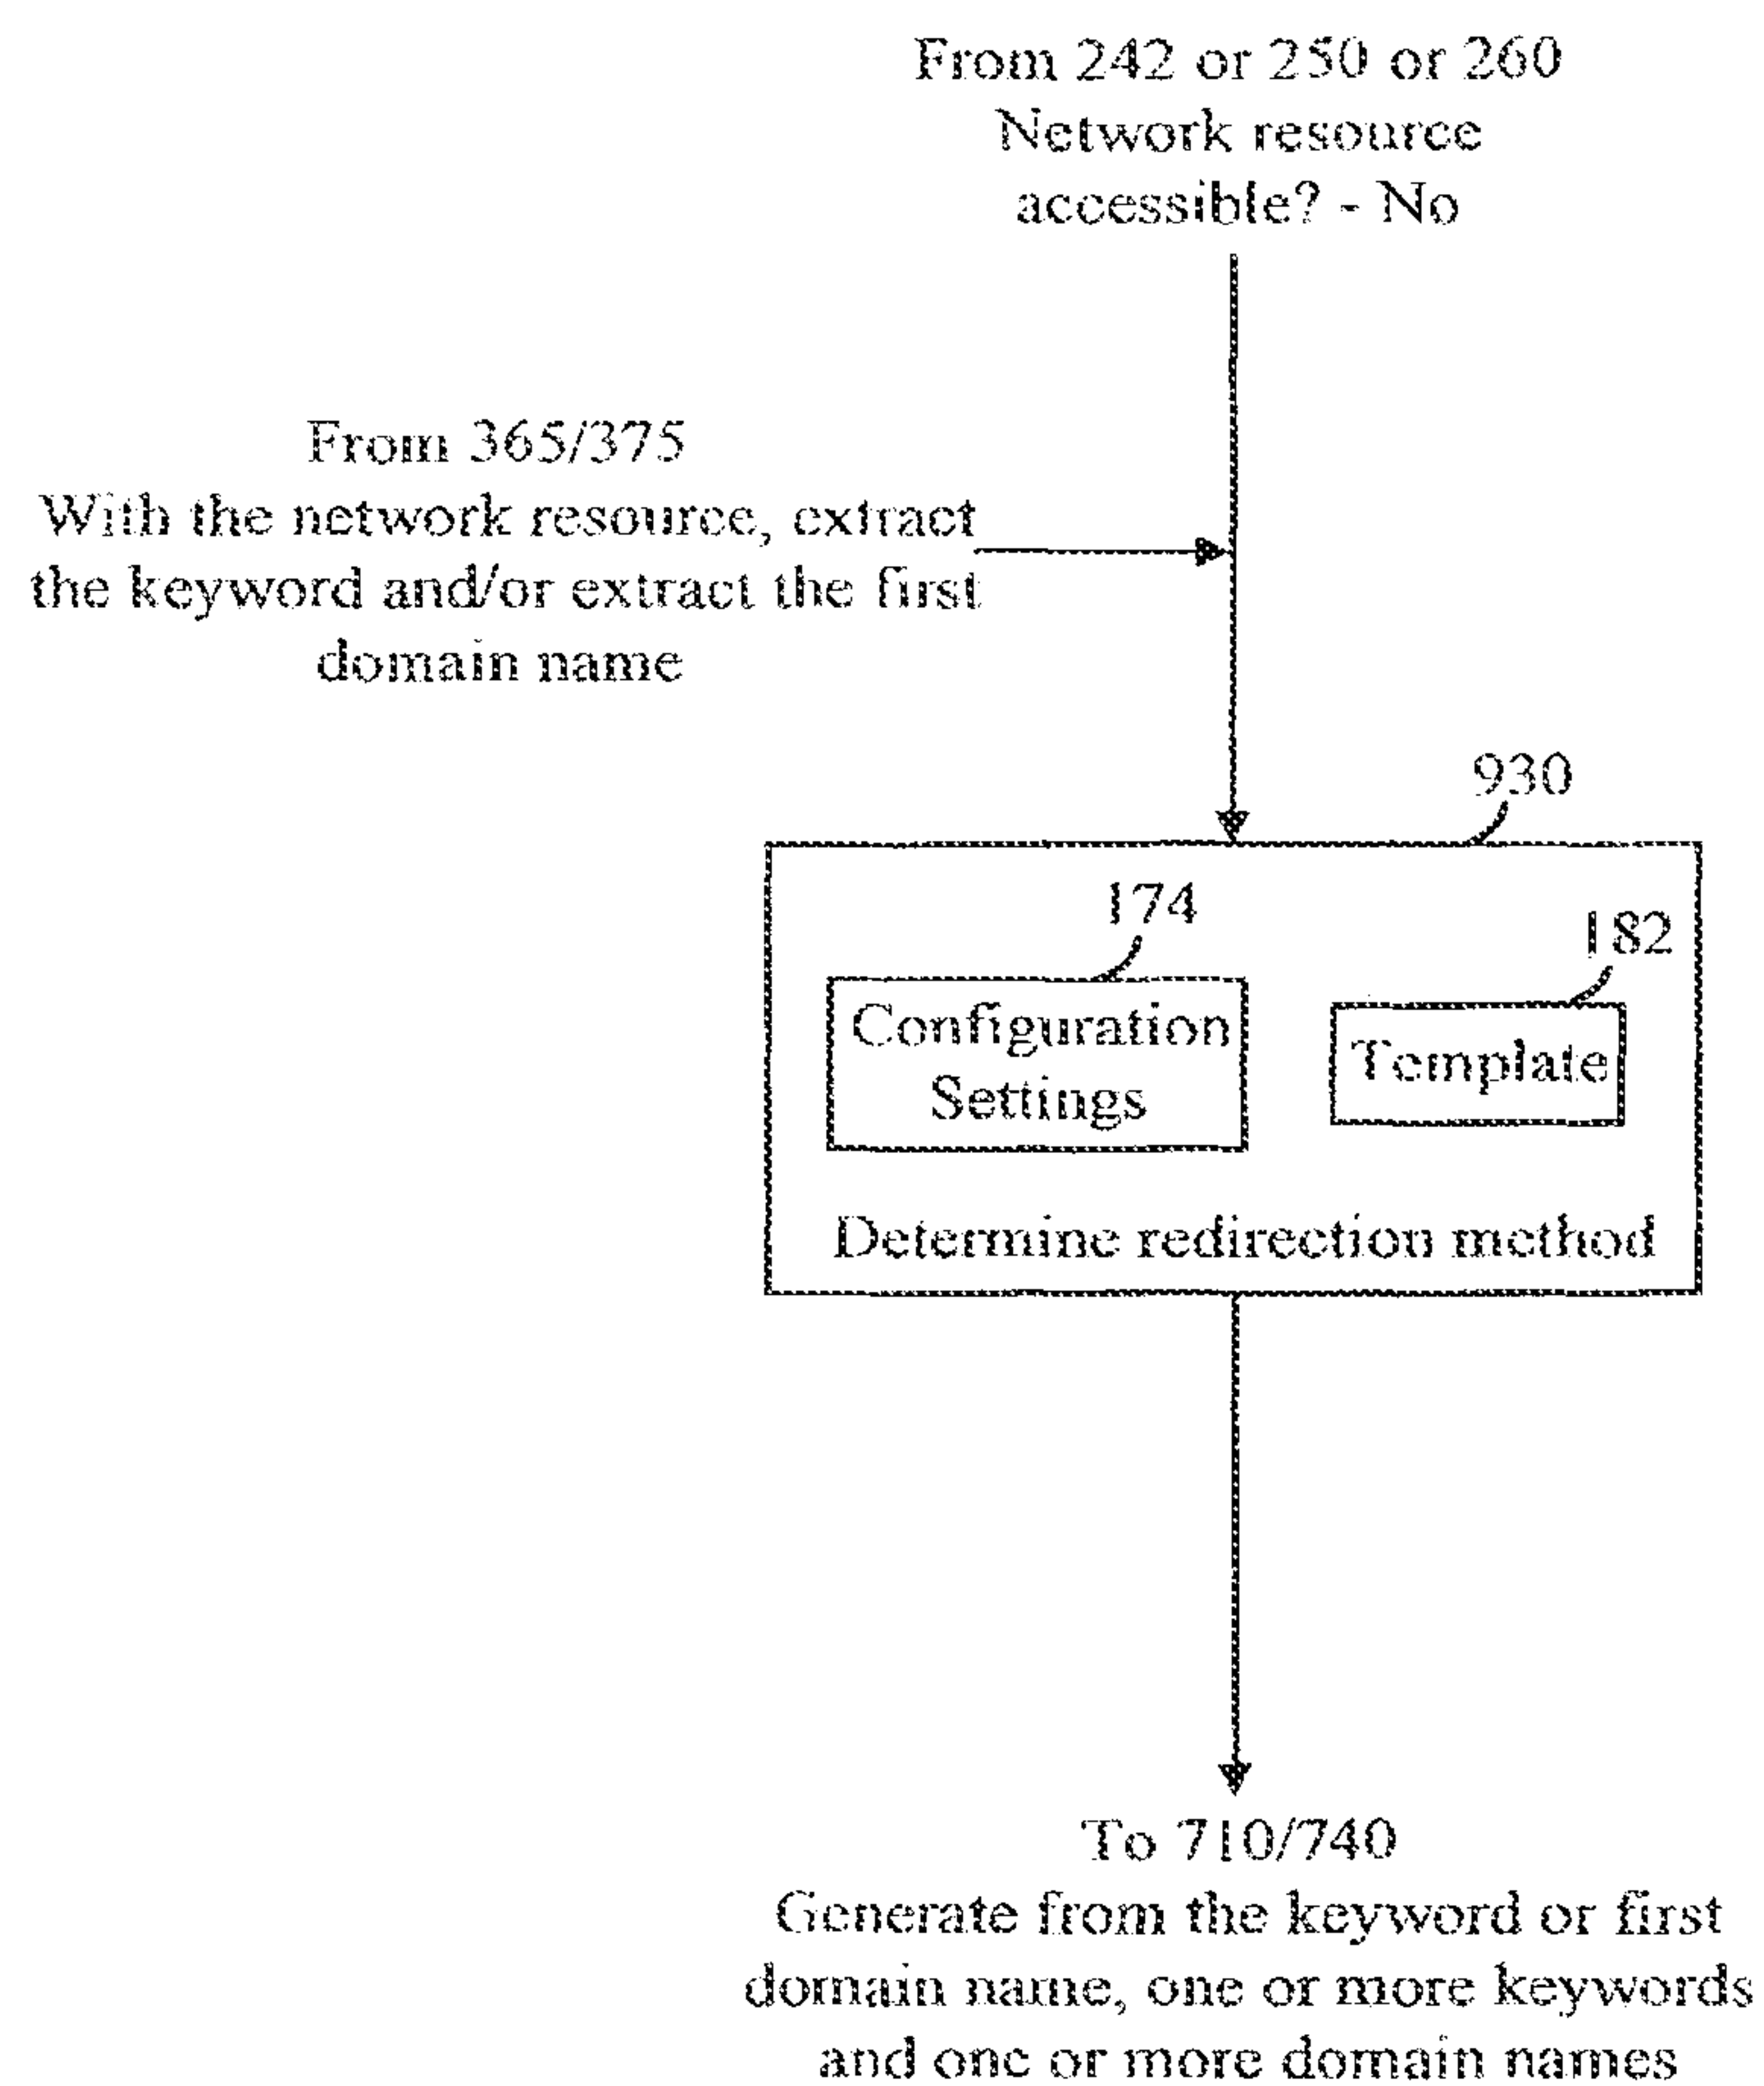 From 242 or 250 or 260
Network resource
accessible? - No
From 365/375
With the network resource, extract
the keyword and/or extract the first
domain name
930
174
182
Configuration
Settings
Template
Determine redirection method
To 710/740
Generate from the keyword or first
domain name, one or more keywords
and one or more domain names